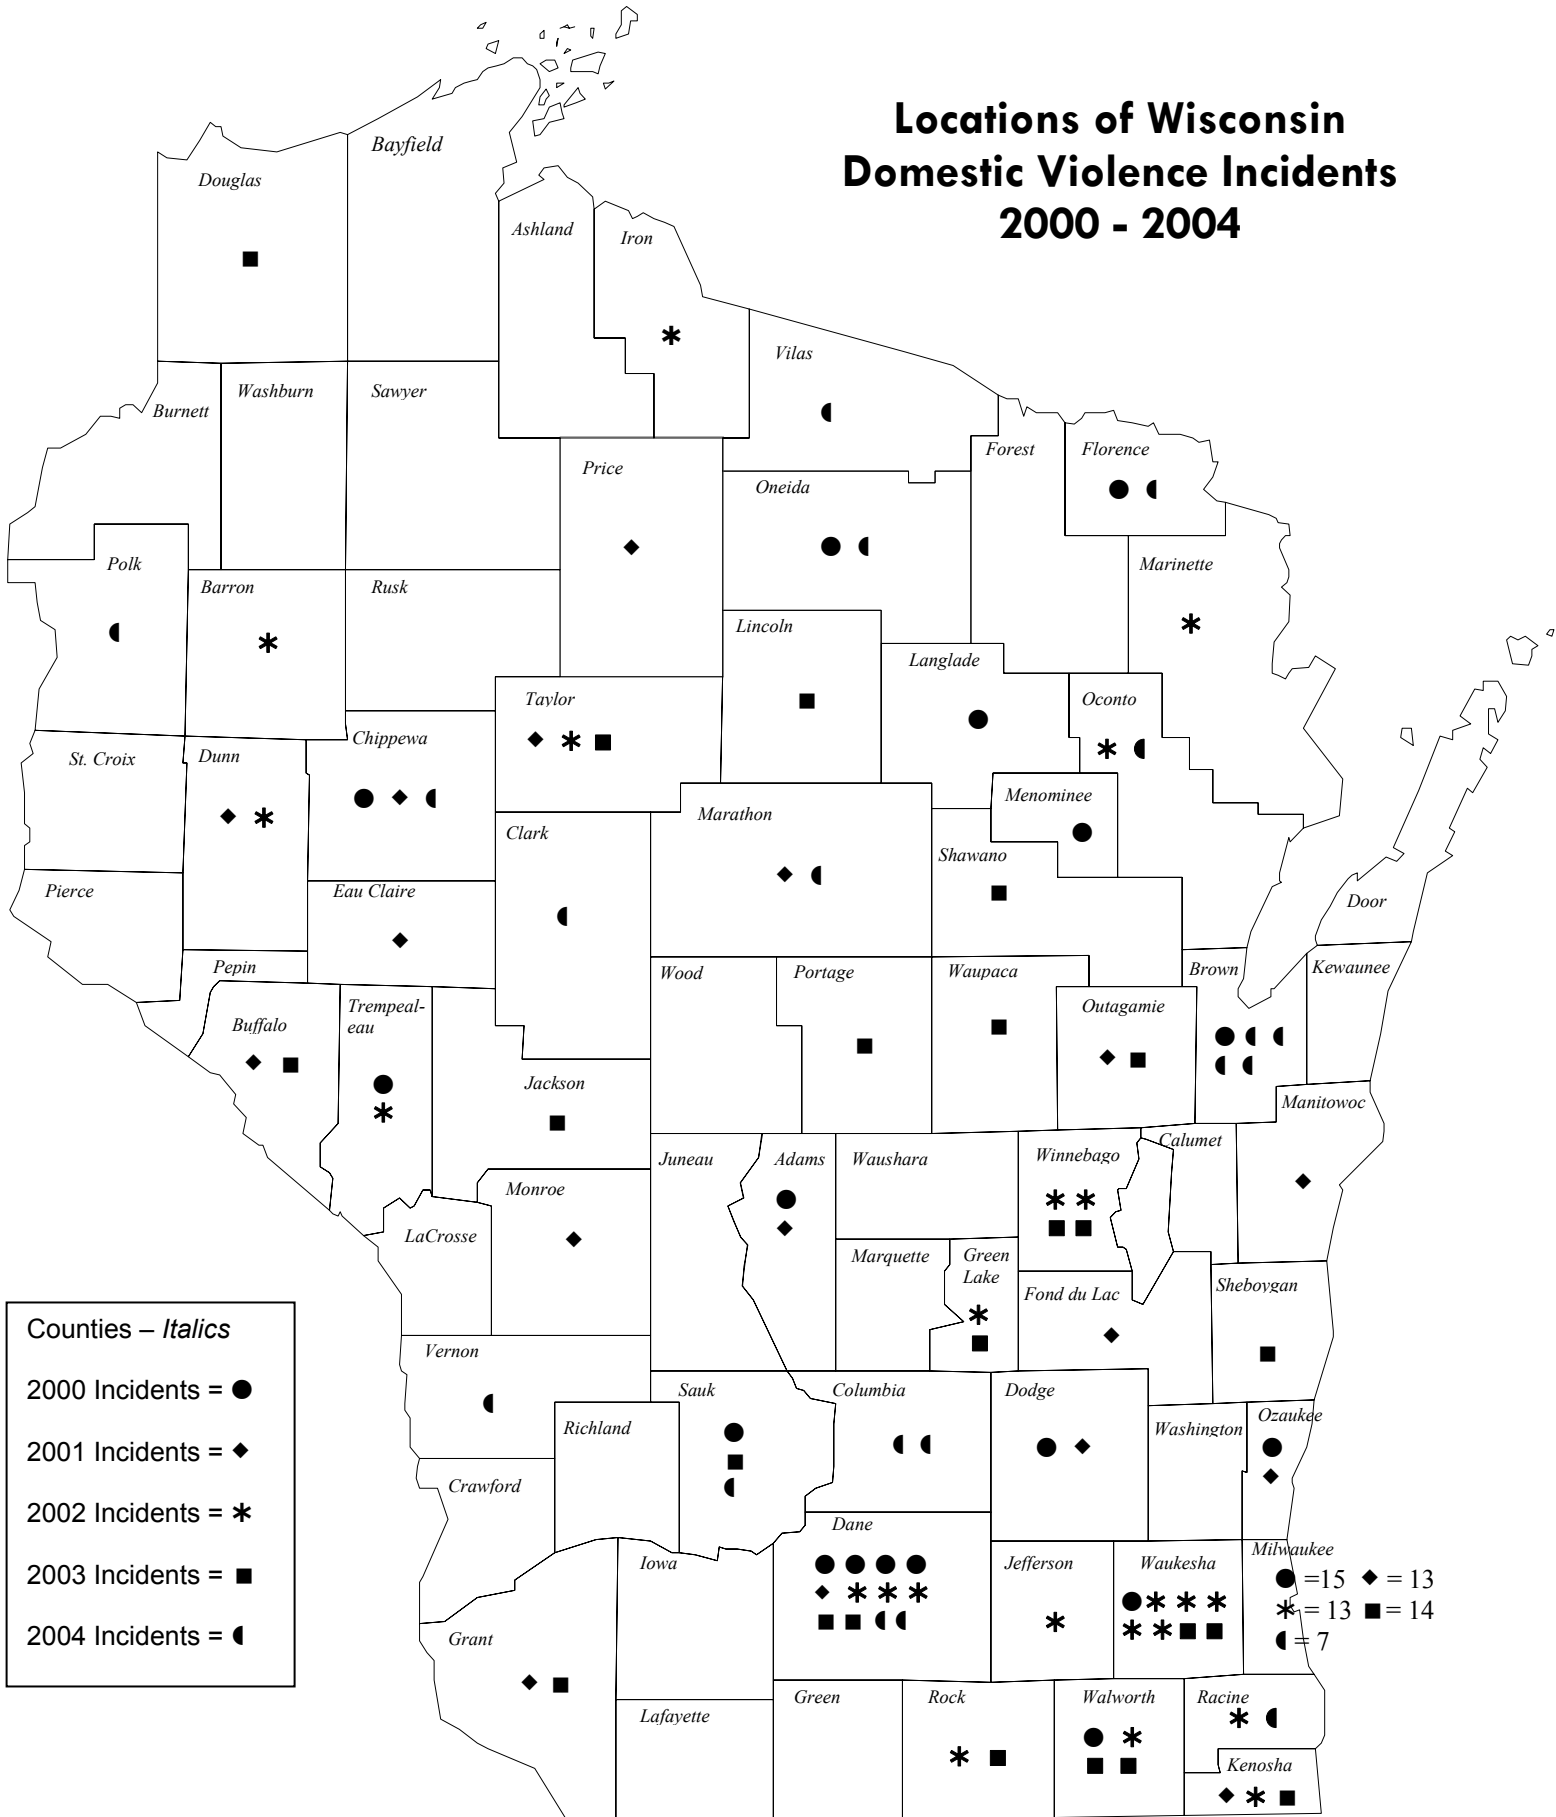 Locations of Wisconsin
Domestic Violence Incidents
2000 - 2004
Bayfield
Douglas
Ashland
Iron
Vilas
Washburn
Sawyer
Burnett
Forest
Florence
Price
Oneida
Polk
Marinette
Barron
Rusk
Lincoln
Langlade
Taylor
Oconto
Chippewa
St. Croix
Dunn
Menominee
Marathon
Clark
Shawano
Pierce
Eau Claire
Door
Pepin
Wood
Portage
Waupaca
Brown
Kewaunee
Trempeal-
eau
Outagamie
Buffalo
Jackson
Manitowoc
Calumet
Juneau
Adams
Waushara
Winnebago
Monroe
LaCrosse
Marquette
Green
Lake
Sheboygan
Fond du Lac
Counties – Italics
2000 Incidents = ●
2001 Incidents = ◆
2002 Incidents = *
2003 Incidents = ■
2004 Incidents = ◖
Vernon
Sauk
Columbia
Dodge
Ozaukee
Richland
Washington
Crawford
Dane
Iowa
Jefferson
Waukesha
Milwaukee
● =15 ◆ = 13
* = 13 ■ = 14
◖ = 7
Grant
Lafayette
Green
Rock
Walworth
Racine
Kenosha